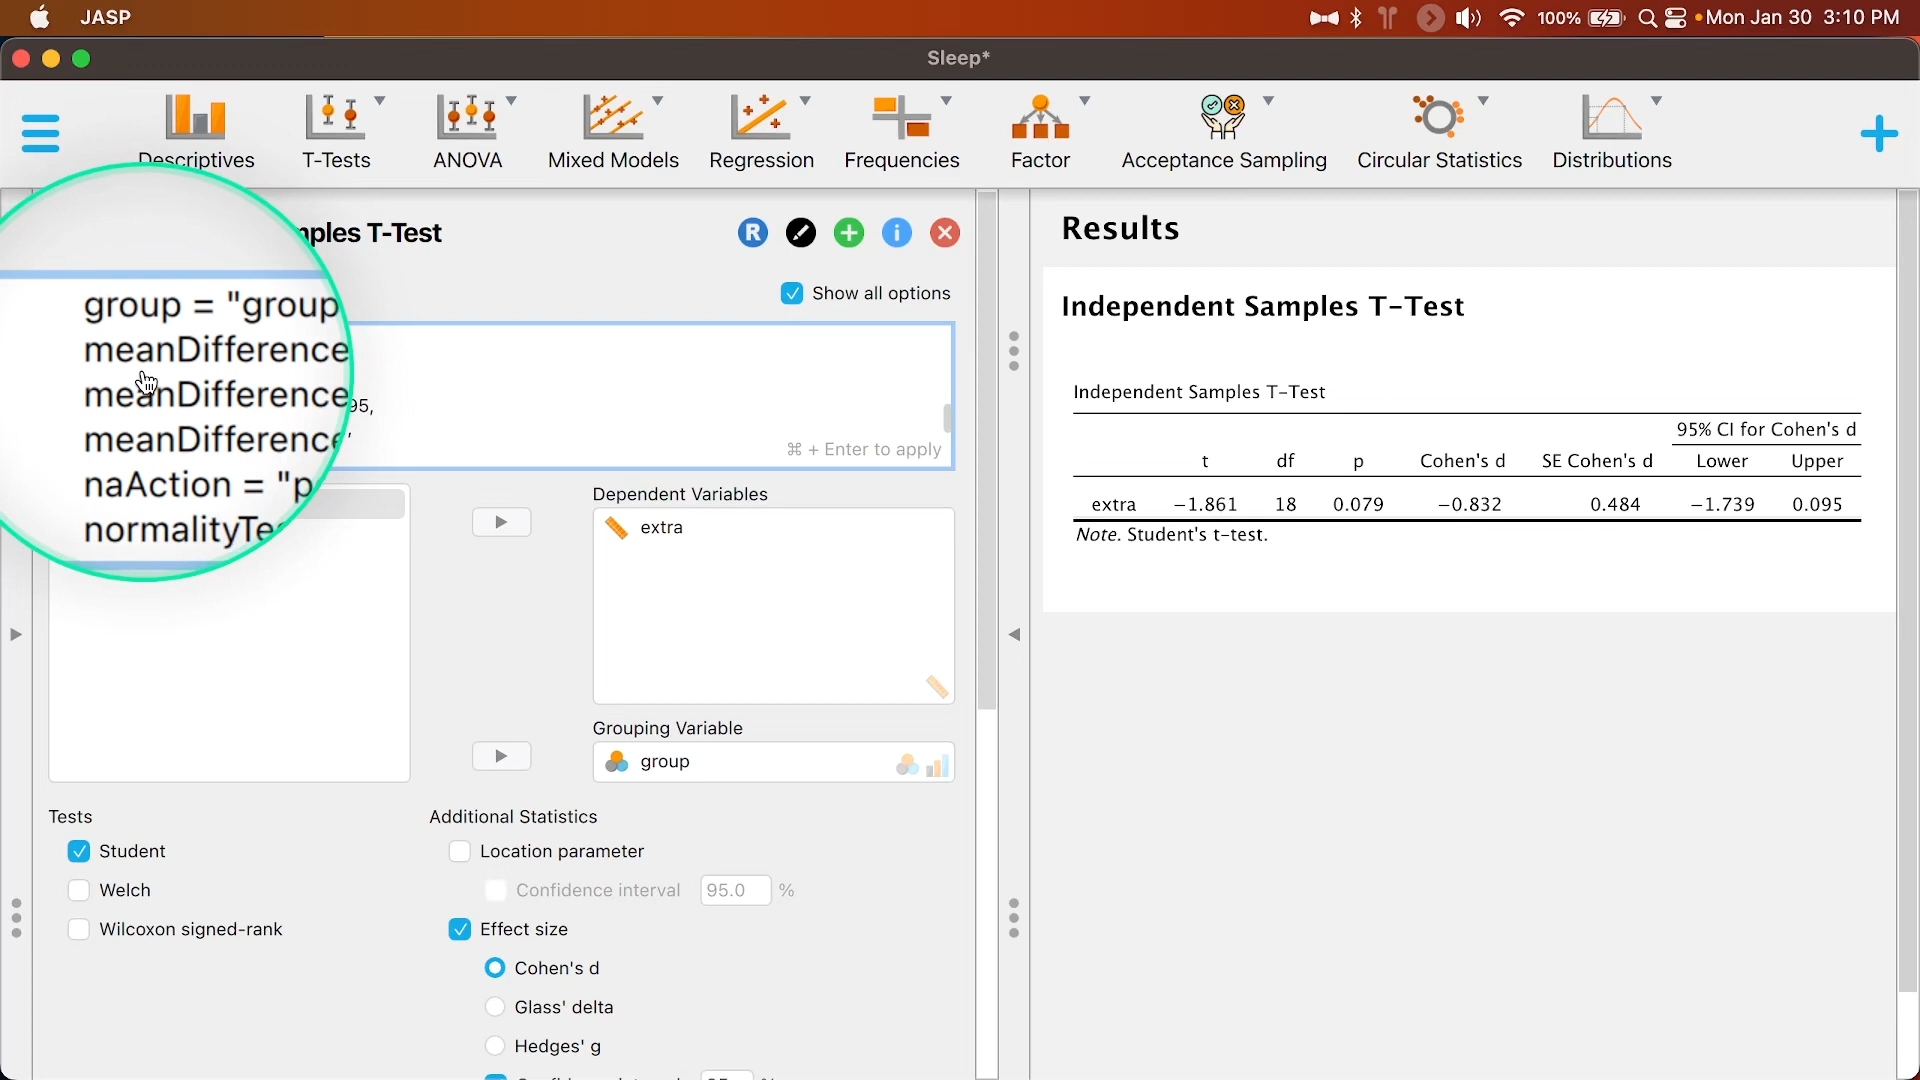 JASP
100%
Mon Jan 30 3:10 PM
Sleep*
Descriptives
T-Tests
ANOVA
Mixed Models
Regression
Frequencies
Factor
Acceptance Sampling
Circular Statistics
Distributions
T-Test
R
i
Show all options
group = "group
meanDifference
meanDifference
95,
meanDifference
naAction =
⌘ + Enter to apply
Dependent Variables
extra
Grouping Variable
group
Tests
Student
Welch
Wilcoxon signed-rank
Additional Statistics
Location parameter
Confidence interval 95.0 %
Effect size
Cohen's d
Glass' delta
Hedges' g
Results
Independent Samples T-Test
Independent Samples T-Test
95% CI for Cohen's d
t df p Cohen's d SE Cohen's d Lower Upper
extra −1.861 18 0.079 −0.832 0.484 −1.739 0.095
Note. Student's t-test.